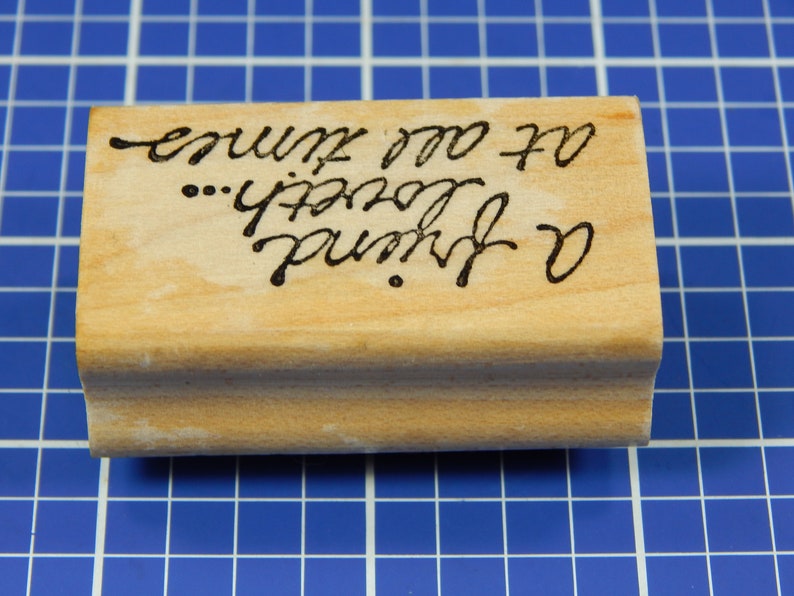 a friend
loveth...
at all times